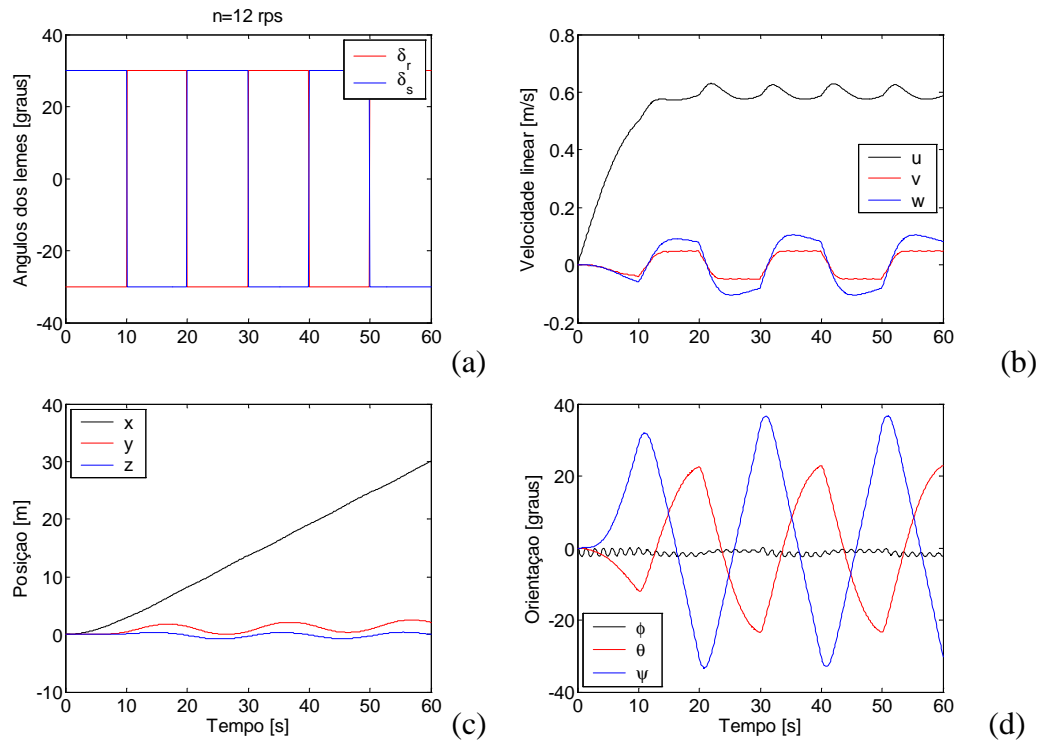 n=12 rps
Angulos dos lemes [graus]
40
20
0
-20
-40
0 10 20 30 40 50 60
δr
δs
(a)
Velocidade linear [m/s]
0.8
0.6
0.4
0.2
0
-0.2
0 10 20 30 40 50 60
u
v
w
(b)
Posiçao [m]
40
30
20
10
0
-10
0 10 20 30 40 50 60
Tempo [s]
x
y
z
(c)
Orientaçao [graus]
40
20
0
-20
-40
0 10 20 30 40 50 60
Tempo [s]
ϕ
θ
ψ
(d)